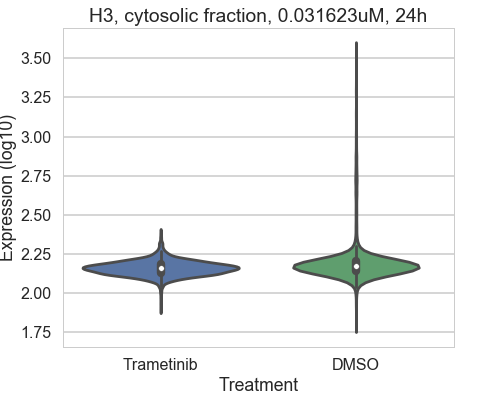 H3, cytosolic fraction, 0.031623uM, 24h
Expression (log10)
3.50
3.25
3.00
2.75
2.50
2.25
2.00
1.75
Trametinib
DMSO
Treatment